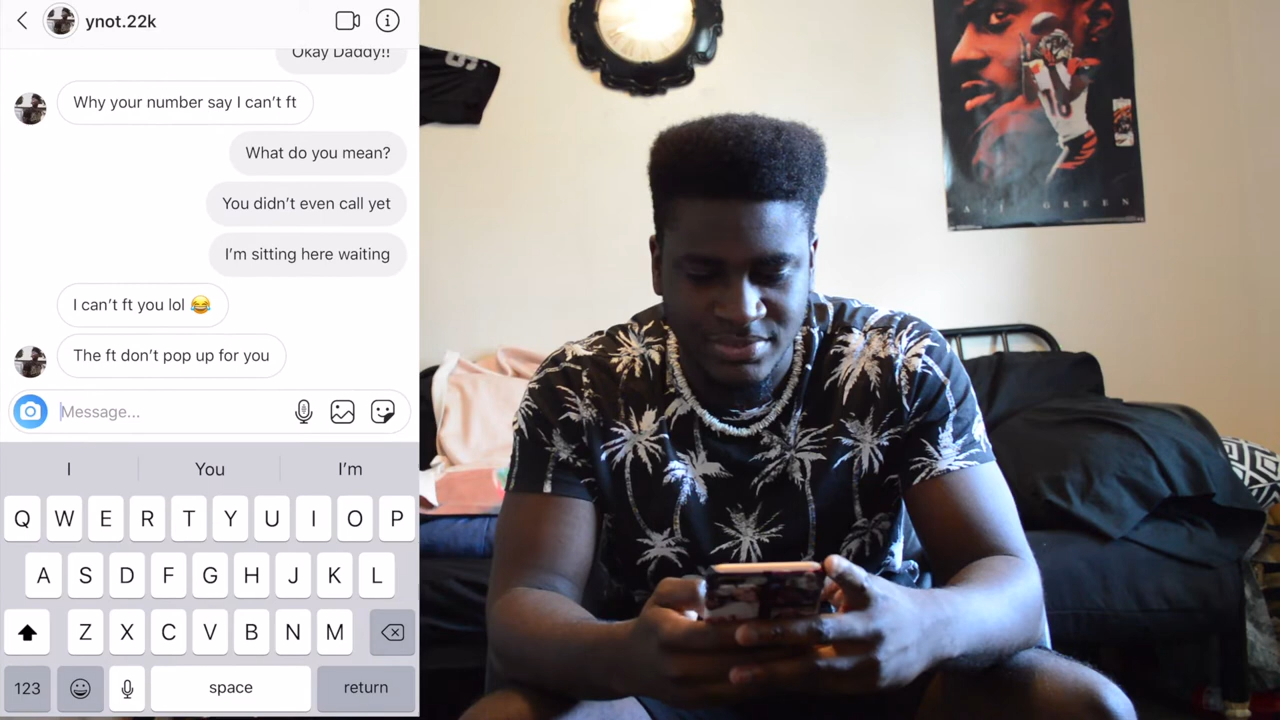 ynot.22k
Okay Daddy!!
Why your number say I can't ft
What do you mean?
You didn't even call yet
I'm sitting here waiting
I can't ft you lol 😂
The ft don't pop up for you
Message...
I You I'm
Q W E R T Y U I O P
A S D F G H J K L
Z X C V B N M
123 space return
GREEN